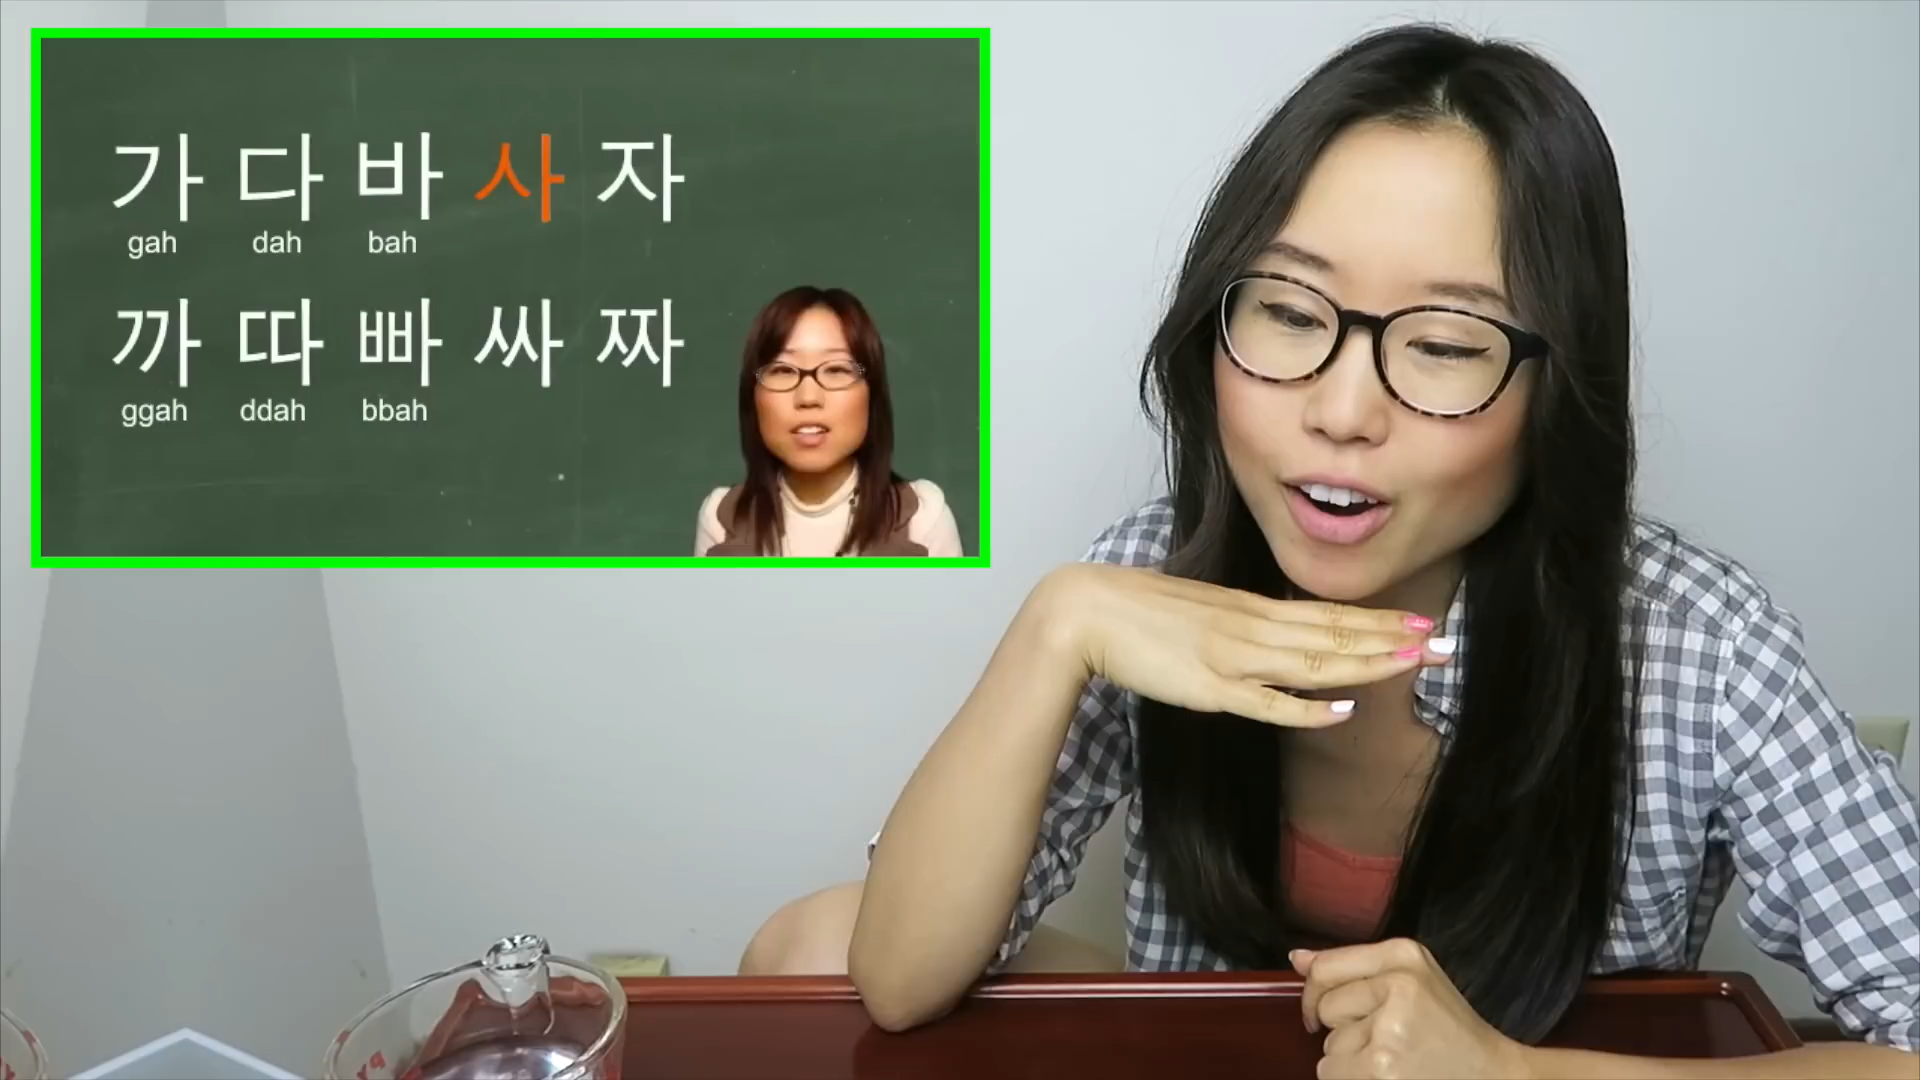 가 다 바 사 자
gah dah bah
까 따 빠 싸 짜
ggah ddah bbah